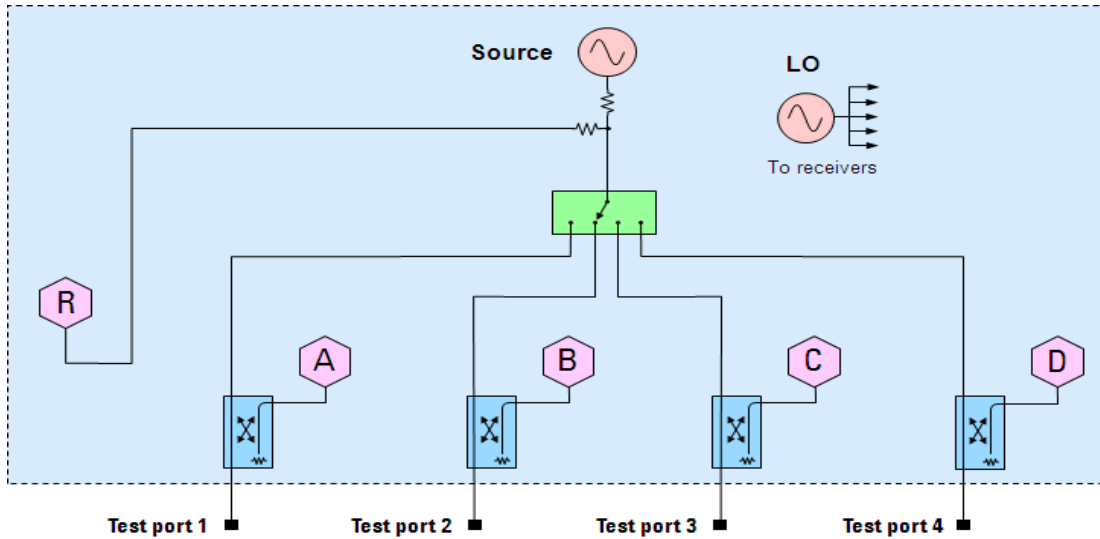 Source
LO
To receivers
R
A
B
C
D
Test port 1
Test port 2
Test port 3
Test port 4